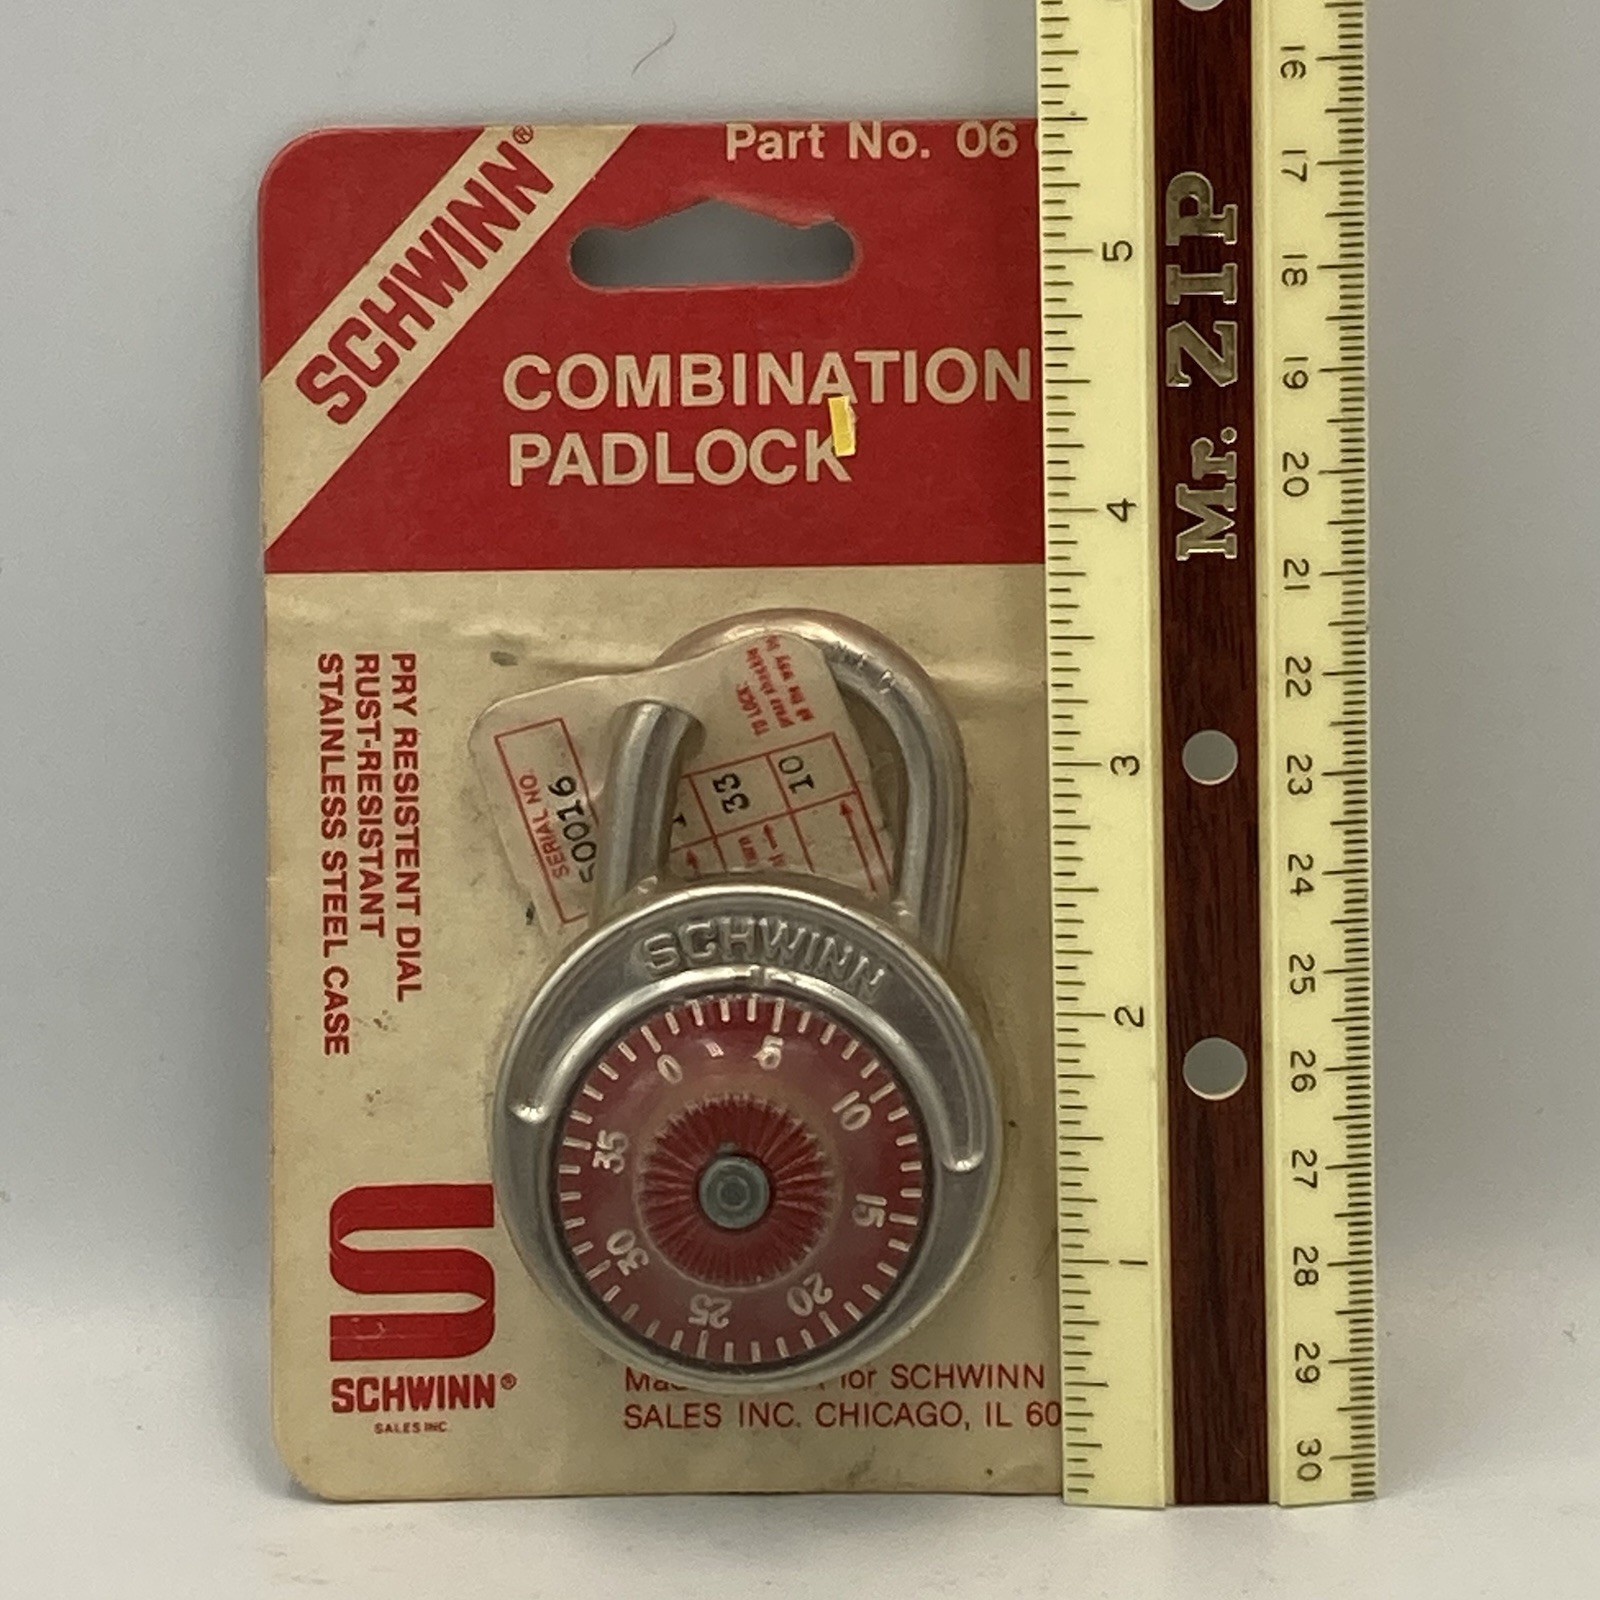 SCHWINN®
Part No. 06
COMBINATION
PADLOCK
PRY RESISTENT DIAL
RUST-RESISTANT
STAINLESS STEEL CASE
TO LOCK:
SERIAL NO.
10
33
SCHWINN
0 5 10 15 20 25 30 35
SCHWINN®
SALES INC.
for SCHWINN
SALES INC. CHICAGO, IL 60
Mr. ZIP
5
4
3
2
1
16
17
18
19
20
21
22
23
24
25
26
27
28
29
30